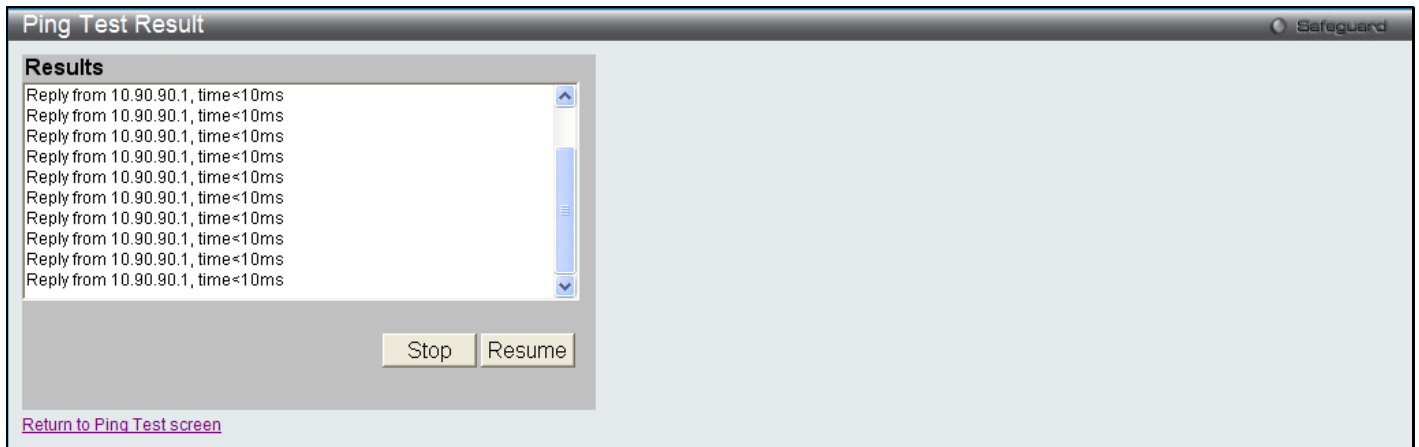 Ping Test Result
Safeguard
Results
Reply from 10.90.90.1, time<10ms
Reply from 10.90.90.1, time<10ms
Reply from 10.90.90.1, time<10ms
Reply from 10.90.90.1, time<10ms
Reply from 10.90.90.1, time<10ms
Reply from 10.90.90.1, time<10ms
Reply from 10.90.90.1, time<10ms
Reply from 10.90.90.1, time<10ms
Reply from 10.90.90.1, time<10ms
Reply from 10.90.90.1, time<10ms
Stop Resume
Return to Ping Test screen